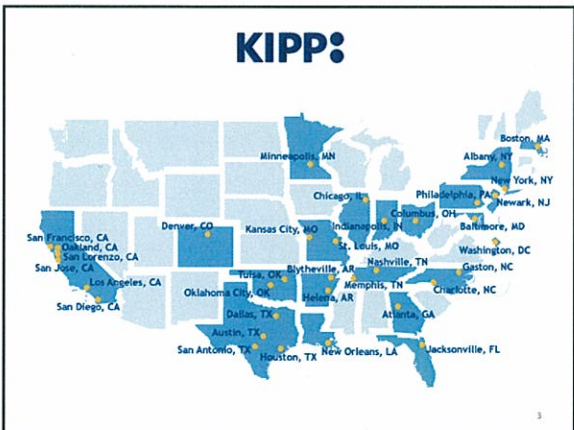 KIPP:
Boston, MA
Minneapolis, MN
Albany, NY
New York, NY
Chicago, IL
Philadelphia, PA
Newark, NJ
Indianapolis, IN
Columbus, OH
Baltimore, MD
Denver, CO
Kansas City, MO
St. Louis, MO
Washington, DC
San Francisco, CA
Oakland, CA
San Lorenzo, CA
San Jose, CA
Nashville, TN
Gaston, NC
Tulsa, OK
Blytheville, AR
Los Angeles, CA
Memphis, TN
Charlotte, NC
Oklahoma City, OK
Helena, AR
San Diego, CA
Dallas, TX
Atlanta, GA
Austin, TX
San Antonio, TX
Houston, TX
New Orleans, LA
Jacksonville, FL
3